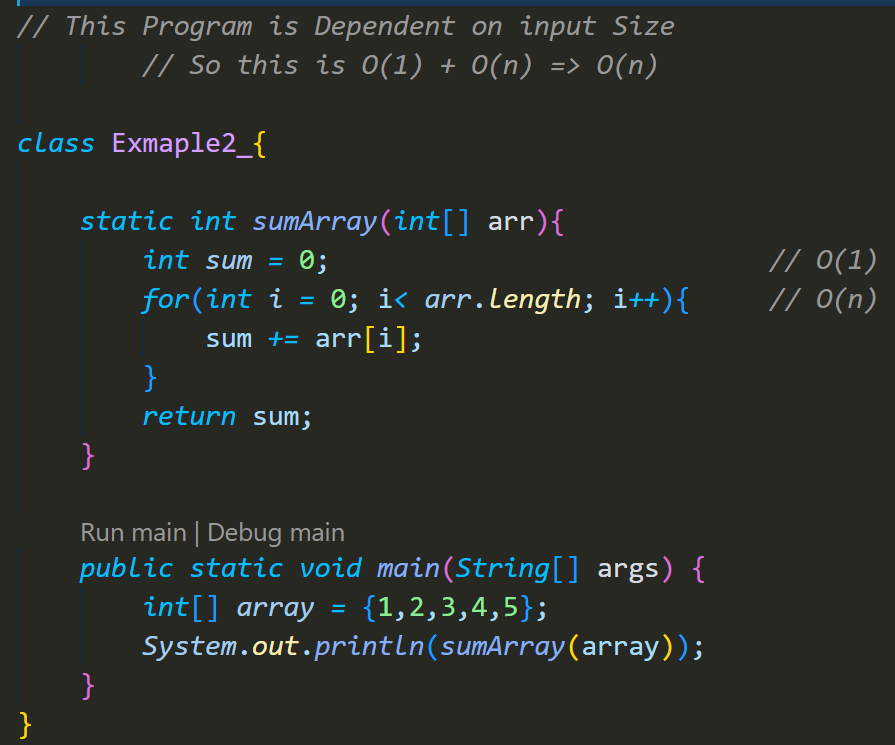 // This Program is Dependent on input Size
// So this is O(1) + O(n) => O(n)
class Exmaple2_{
static int sumArray(int[] arr){
int sum = 0; // O(1)
for(int i = 0; i< arr.length; i++){ // O(n)
sum += arr[i];
}
return sum;
}
Run main | Debug main
public static void main(String[] args) {
int[] array = {1,2,3,4,5};
System.out.println(sumArray(array));
}
}